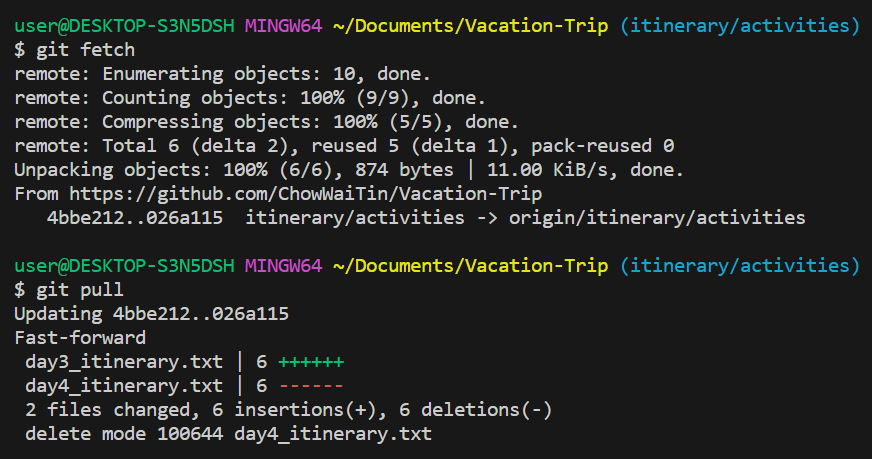 user@DESKTOP-S3N5DSH MINGW64 ~/Documents/Vacation-Trip (itinerary/activities)
$ git fetch
remote: Enumerating objects: 10, done.
remote: Counting objects: 100% (9/9), done.
remote: Compressing objects: 100% (5/5), done.
remote: Total 6 (delta 2), reused 5 (delta 1), pack-reused 0
Unpacking objects: 100% (6/6), 874 bytes | 11.00 KiB/s, done.
From https://github.com/ChowWaiTin/Vacation-Trip
   4bbe212..026a115  itinerary/activities -> origin/itinerary/activities
user@DESKTOP-S3N5DSH MINGW64 ~/Documents/Vacation-Trip (itinerary/activities)
$ git pull
Updating 4bbe212..026a115
Fast-forward
 day3_itinerary.txt | 6 ++++++
 day4_itinerary.txt | 6 ------
 2 files changed, 6 insertions(+), 6 deletions(-)
 delete mode 100644 day4_itinerary.txt